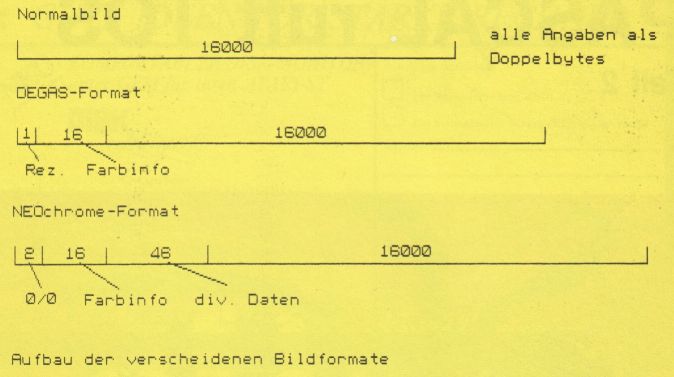 Normalbild
16000
alle Angaben als
Doppelbytes
DEGAS-Format
1 16 16000
Rez. Farbinfo
NEOchrome-Format
2 16 46 16000
0/0 Farbinfo div. Daten
Aufbau der verscheidenen Bildformate